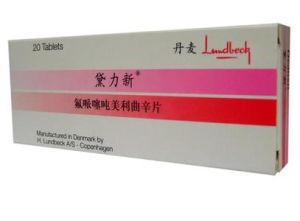 20 Tablets
丹麦 Lundbeck
黛力新®
氟哌噻吨美利曲辛片
Manufactured in Denmark by
H. Lundbeck A/S - Copenhagen